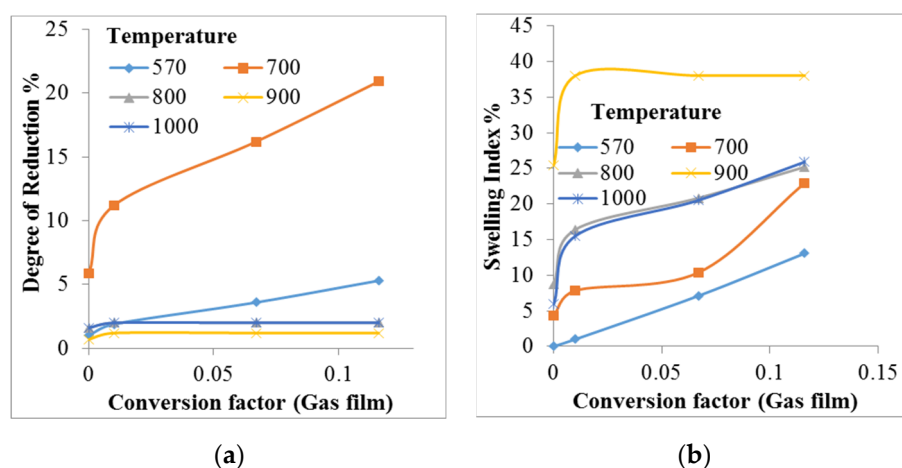 25
20
15
10
5
0
Degree of Reduction %
Temperature
570 700
800 900
1000
0 0.05 0.1
Conversion factor (Gas film)
(a)
45
40
35
30
25
20
15
10
5
0
Swelling Index %
Temperature
570 700
800 900
1000
0 0.05 0.1 0.15
Conversion factor (Gas film)
(b)